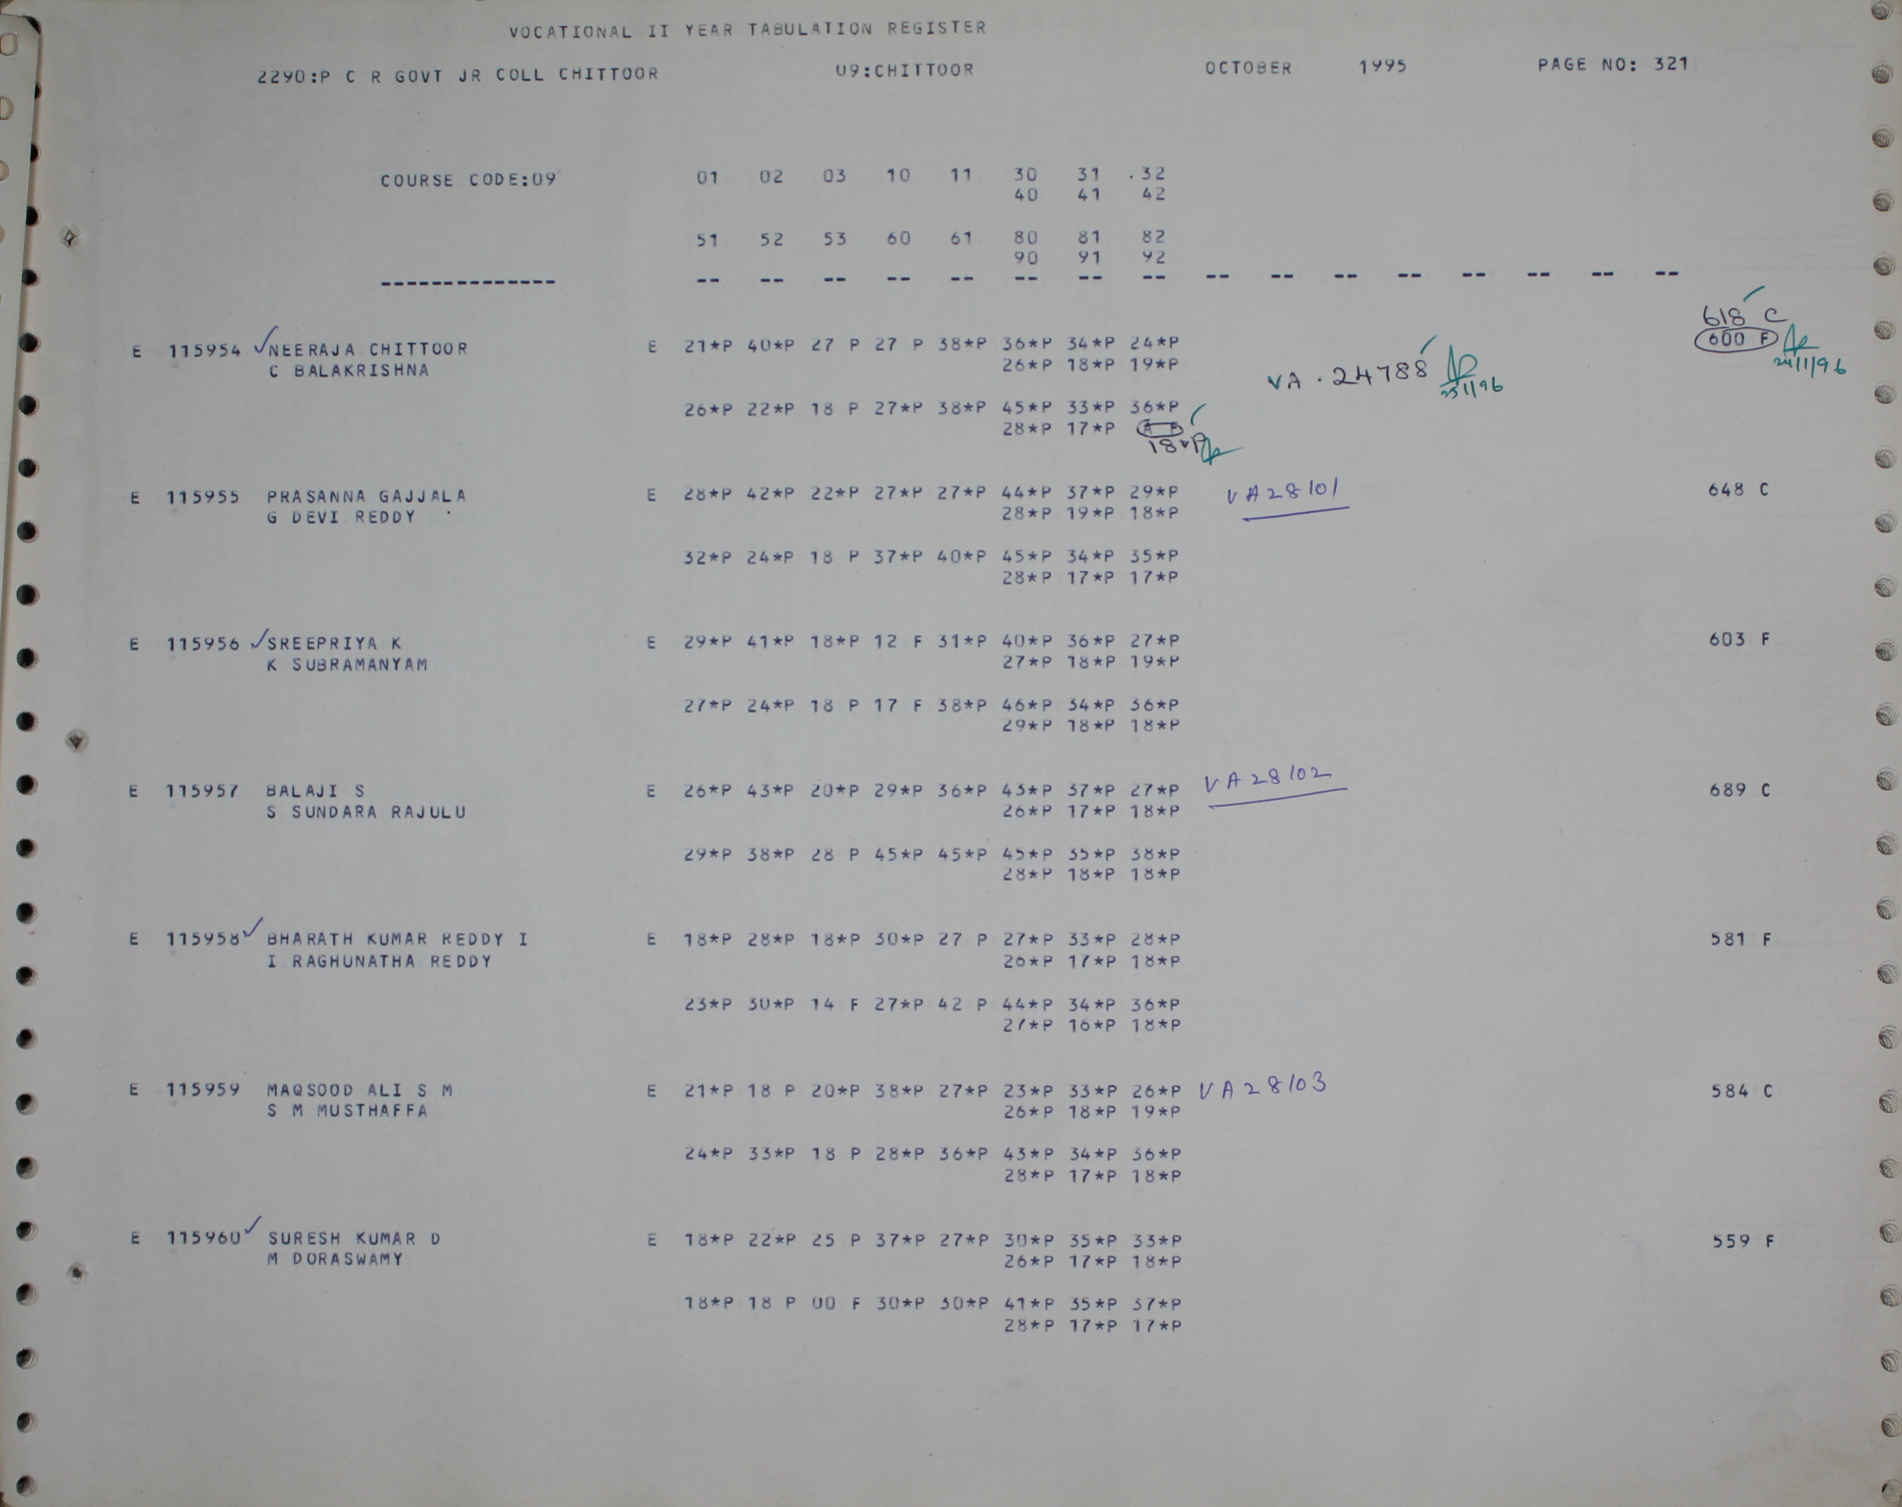 VOCATIONAL II YEAR TABULATION REGISTER
2290:P C R GOVT JR COLL CHITTOOR 09:CHITTOOR OCTOBER 1995 PAGE NO: 321
COURSE CODE:09 01 02 03 10 11 30 31 .32
40 41 42
51 52 53 60 61 80 81 82
90 91 92
-------------- -- -- -- -- -- -- -- -- -- -- -- -- -- -- -- --
618 C
E 115954 ✓NEERAJA CHITTOOR E 21*P 40*P 27 P 27 P 38*P 36*P 34*P 24*P 600 F
C BALAKRISHNA 26*P 18*P 19*P VA.24788 23/1/96 24/1/96
26*P 22*P 18 P 27*P 38*P 45*P 33*P 36*P
28*P 17*P A F
18*P
E 115955 PRASANNA GAJJALA E 28*P 42*P 22*P 27*P 27*P 44*P 37*P 29*P VA28101 648 C
G DEVI REDDY 28*P 19*P 18*P
32*P 24*P 18 P 37*P 40*P 45*P 34*P 35*P
28*P 17*P 17*P
E 115956 ✓SREEPRIYA K E 29*P 41*P 18*P 12 F 31*P 40*P 36*P 27*P 603 F
K SUBRAMANYAM 27*P 18*P 19*P
27*P 24*P 18 P 17 F 38*P 46*P 34*P 36*P
29*P 18*P 18*P
E 115957 BALAJI S E 26*P 43*P 20*P 29*P 36*P 43*P 37*P 27*P VA28102 689 C
S SUNDARA RAJULU 26*P 17*P 18*P
29*P 38*P 28 P 45*P 45*P 45*P 35*P 38*P
28*P 18*P 18*P
E 115958✓ BHARATH KUMAR REDDY I E 18*P 28*P 18*P 30*P 27 P 27*P 33*P 28*P 581 F
I RAGHUNATHA REDDY 26*P 17*P 18*P
23*P 30*P 14 F 27*P 42 P 44*P 34*P 36*P
27*P 16*P 18*P
E 115959 MAQSOOD ALI S M E 21*P 18 P 20*P 38*P 27*P 23*P 33*P 26*P VA28103 584 C
S M MUSTHAFFA 26*P 18*P 19*P
24*P 33*P 18 P 28*P 36*P 43*P 34*P 36*P
28*P 17*P 18*P
E 115960✓ SURESH KUMAR D E 18*P 22*P 25 P 37*P 27*P 30*P 35*P 33*P 559 F
M DORASWAMY 26*P 17*P 18*P
18*P 18 P 00 F 30*P 30*P 41*P 35*P 37*P
28*P 17*P 17*P